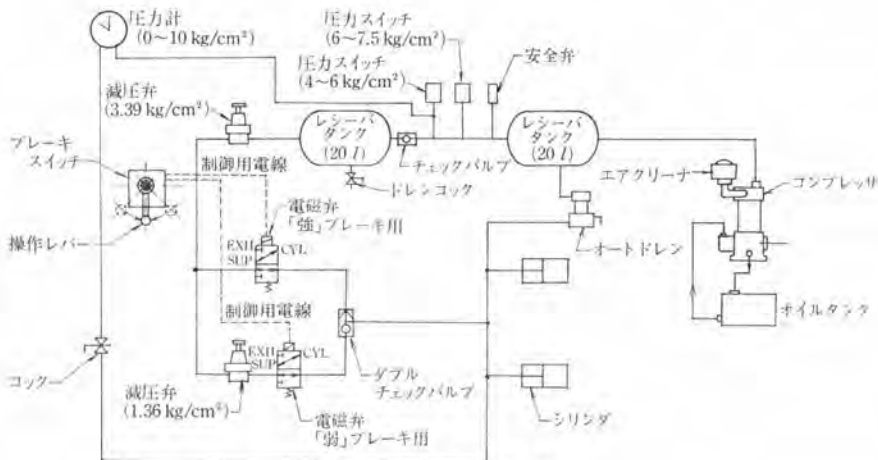 圧力計
(0～10 kg/cm²)
圧力スイッチ
(6～7.5 kg/cm²)
圧力スイッチ
(4～6 kg/cm²)
安全弁
減圧弁
(3.39 kg/cm²)
レシーバ
タンク
(20 l)
レシーバ
タンク
(20 l)
ブレーキ
スイッチ
制御用電線
チェックバルブ
ドレンコック
エアクリーナ
コンプレッサ
電磁弁
「強」ブレーキ用
操作レバー
EXH
CYL
SUP
オートドレン
制御用電線
オイルタンク
EXH
CYL
SUP
コック
ダブル
チェックバルブ
減圧弁
(1.36 kg/cm²)
電磁弁
「弱」ブレーキ用
シリンダ